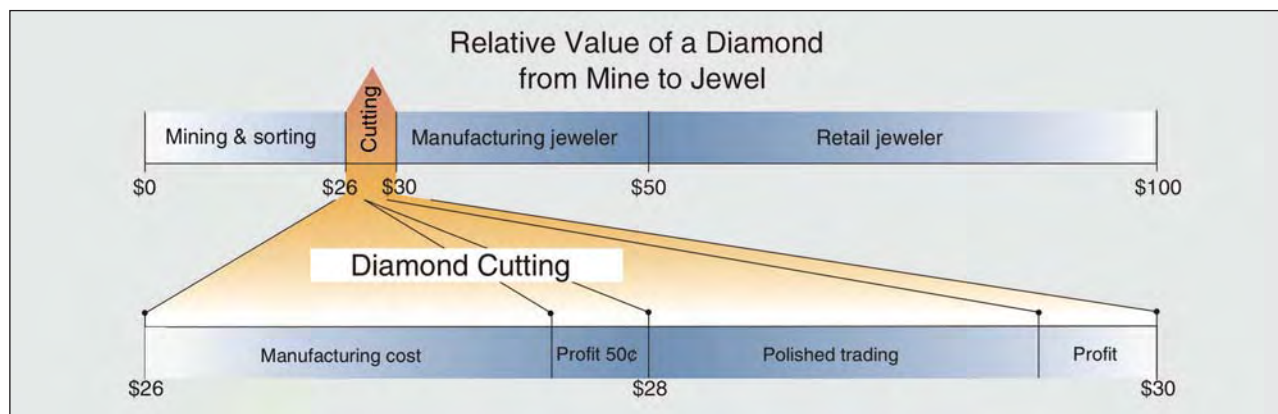 Relative Value of a Diamond
from Mine to Jewel
Mining & sorting
Cutting
Manufacturing jeweler
Retail jeweler
$0
$26
$30
$50
$100
Diamond Cutting
Manufacturing cost
Profit 50¢
Polished trading
Profit
$26
$28
$30